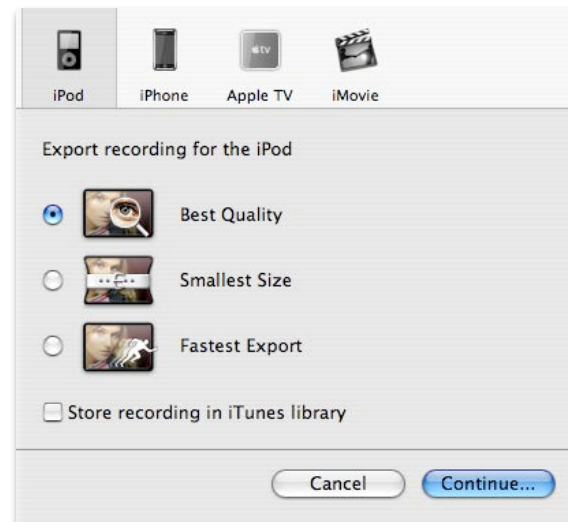 tv
iPod iPhone Apple TV iMovie
Export recording for the iPod
Best Quality
Smallest Size
Fastest Export
Store recording in iTunes library
Cancel Continue...